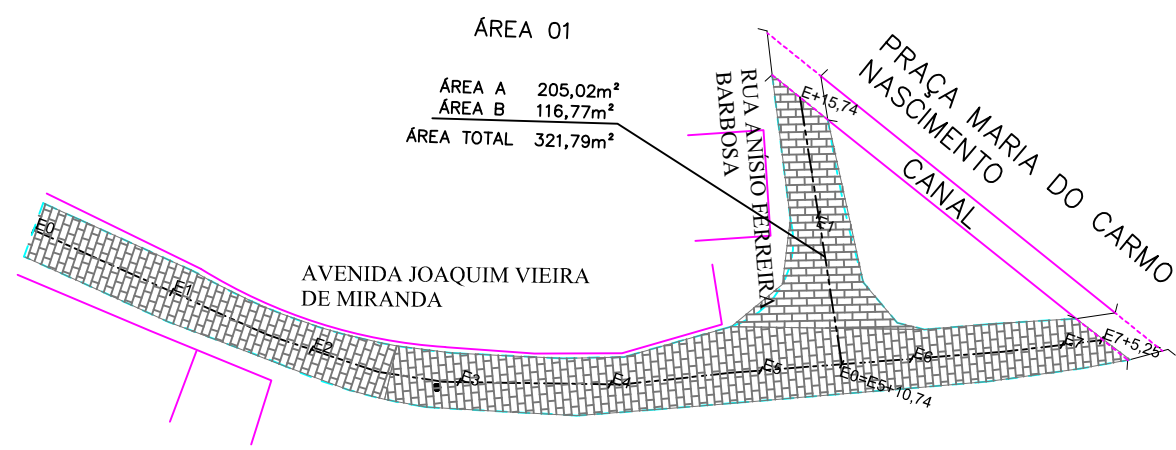 ÁREA 01
ÁREA A 205,02m²
ÁREA B 116,77m²
ÁREA TOTAL 321,79m²
RUA ANISIO FERREIRA
BARBOSA
E+15,74
PRAÇA MARIA DO CARMO
NASCIMENTO
CANAL
AVENIDA JOAQUIM VIEIRA
DE MIRANDA
E0
E1
E2
E3
E4
E5
E6
E7
E7+5,25
E0=E5+10,74
E1